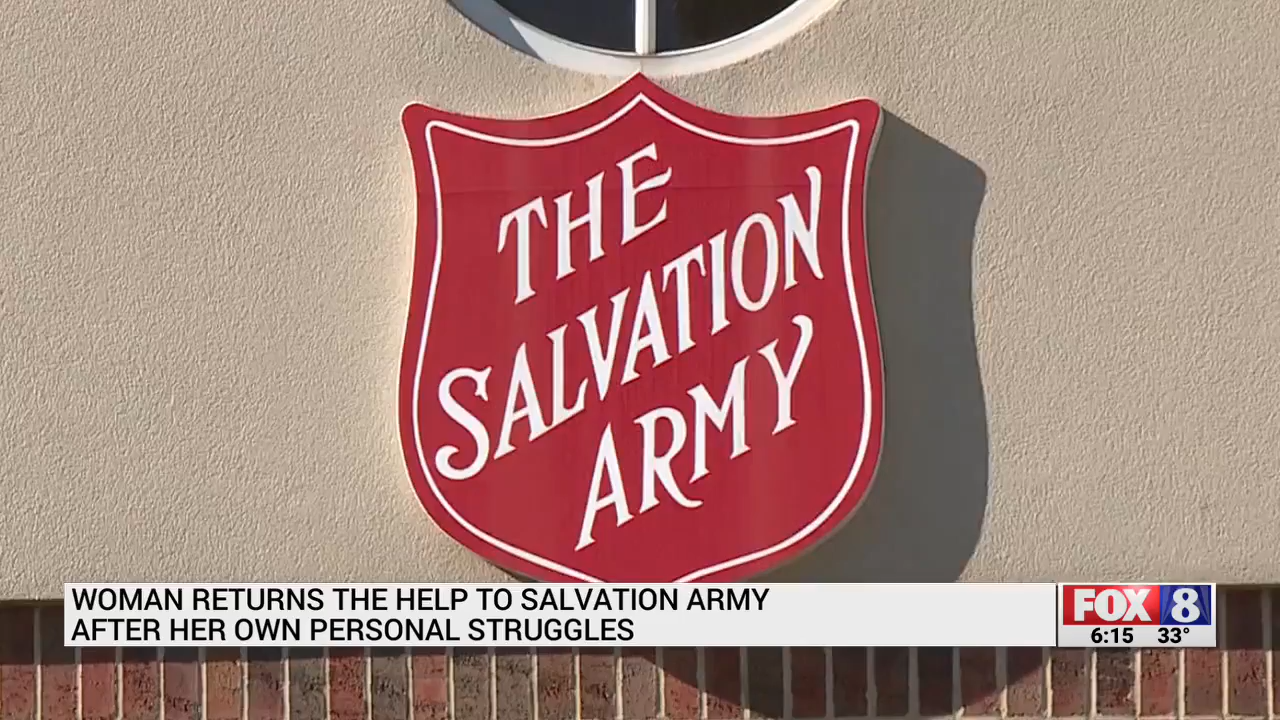 THE
SALVATION
ARMY
WOMAN RETURNS THE HELP TO SALVATION ARMY
AFTER HER OWN PERSONAL STRUGGLES
FOX 8
6:15 33°